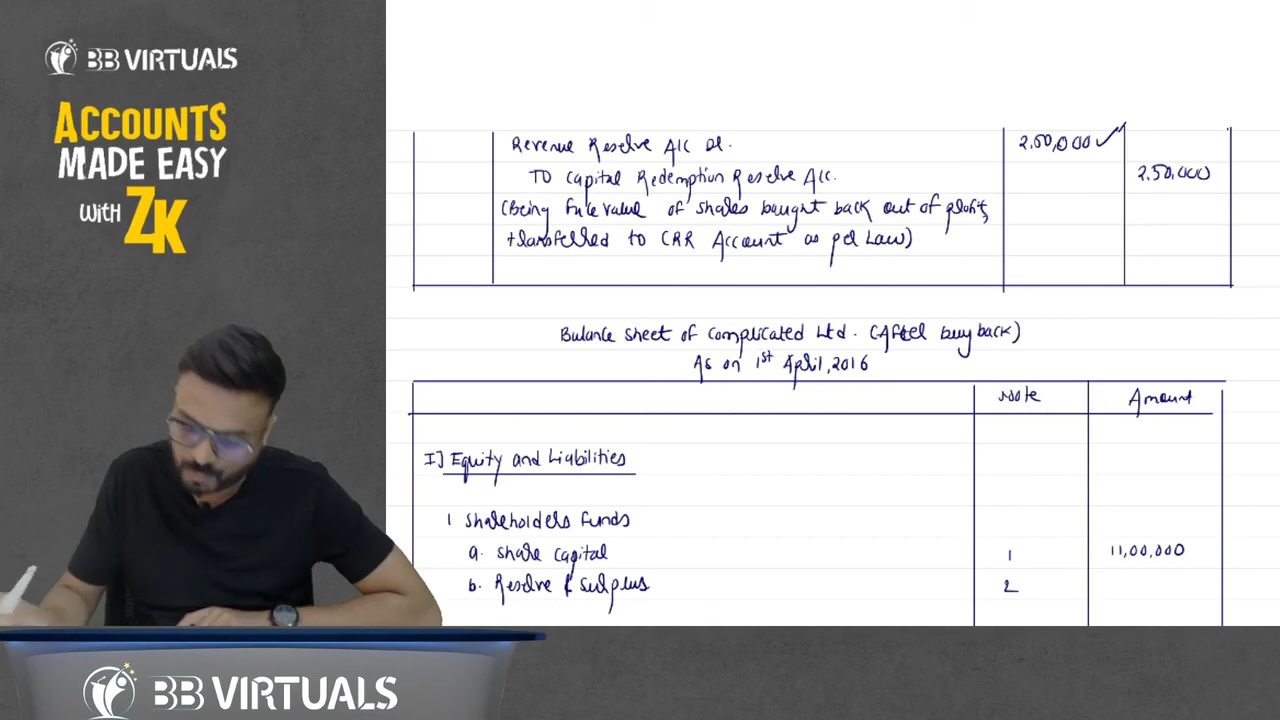 BB VIRTUALS
ACCOUNTS
MADE EASY
with ZK
Revenue Reserve A/C Dr. 2,50,000 ✓
To Capital Redemption Reserve A/c. 2,50,000
(Being face value of shares bought back out of profits,
transferred to CRR Account as per Law)
Balance Sheet of Complicated Ltd. (After buy back)
As on 1st April, 2016
Note Amount
I] Equity and Liabilities
1 Shareholders Funds
a. Share Capital 1 11,00,000
b. Reserve & Surplus 2
BB VIRTUALS